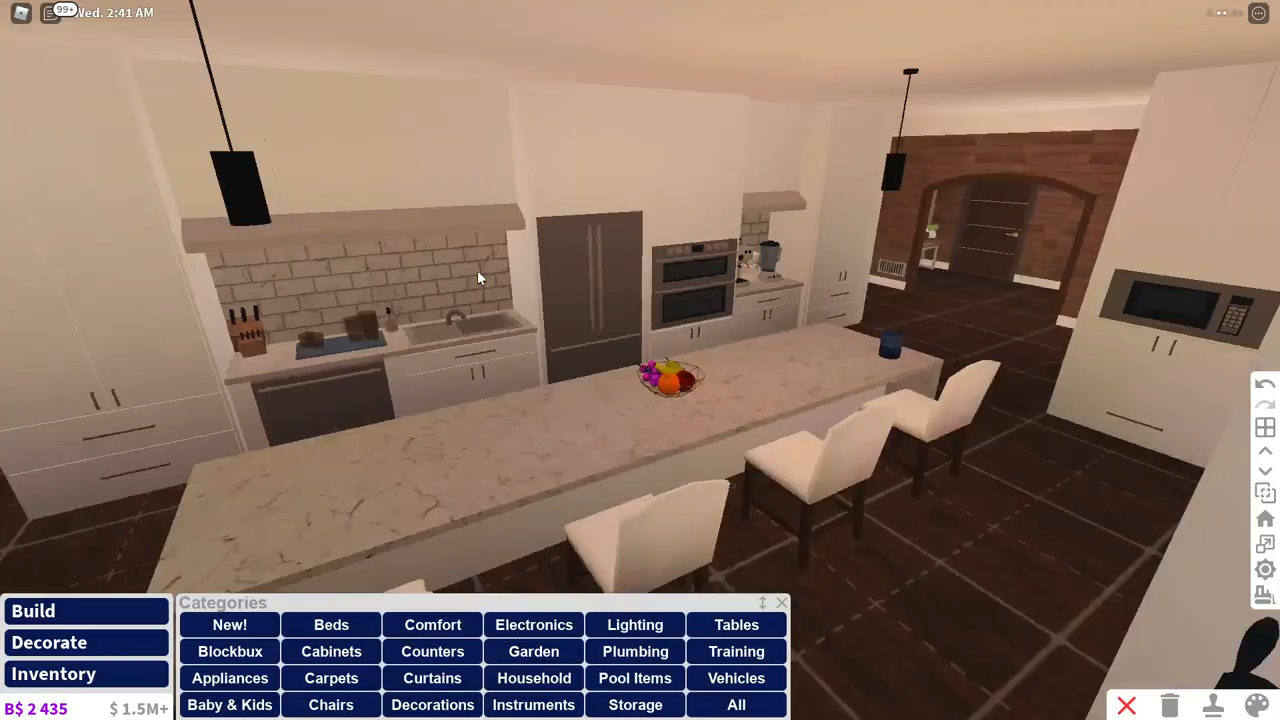 99+
Wed. 2:41 AM
Build
Decorate
Inventory
B$ 2 435
$ 1.5M+
Categories
New! Beds Comfort Electronics Lighting Tables
Blockbux Cabinets Counters Garden Plumbing Training
Appliances Carpets Curtains Household Pool Items Vehicles
Baby & Kids Chairs Decorations Instruments Storage All